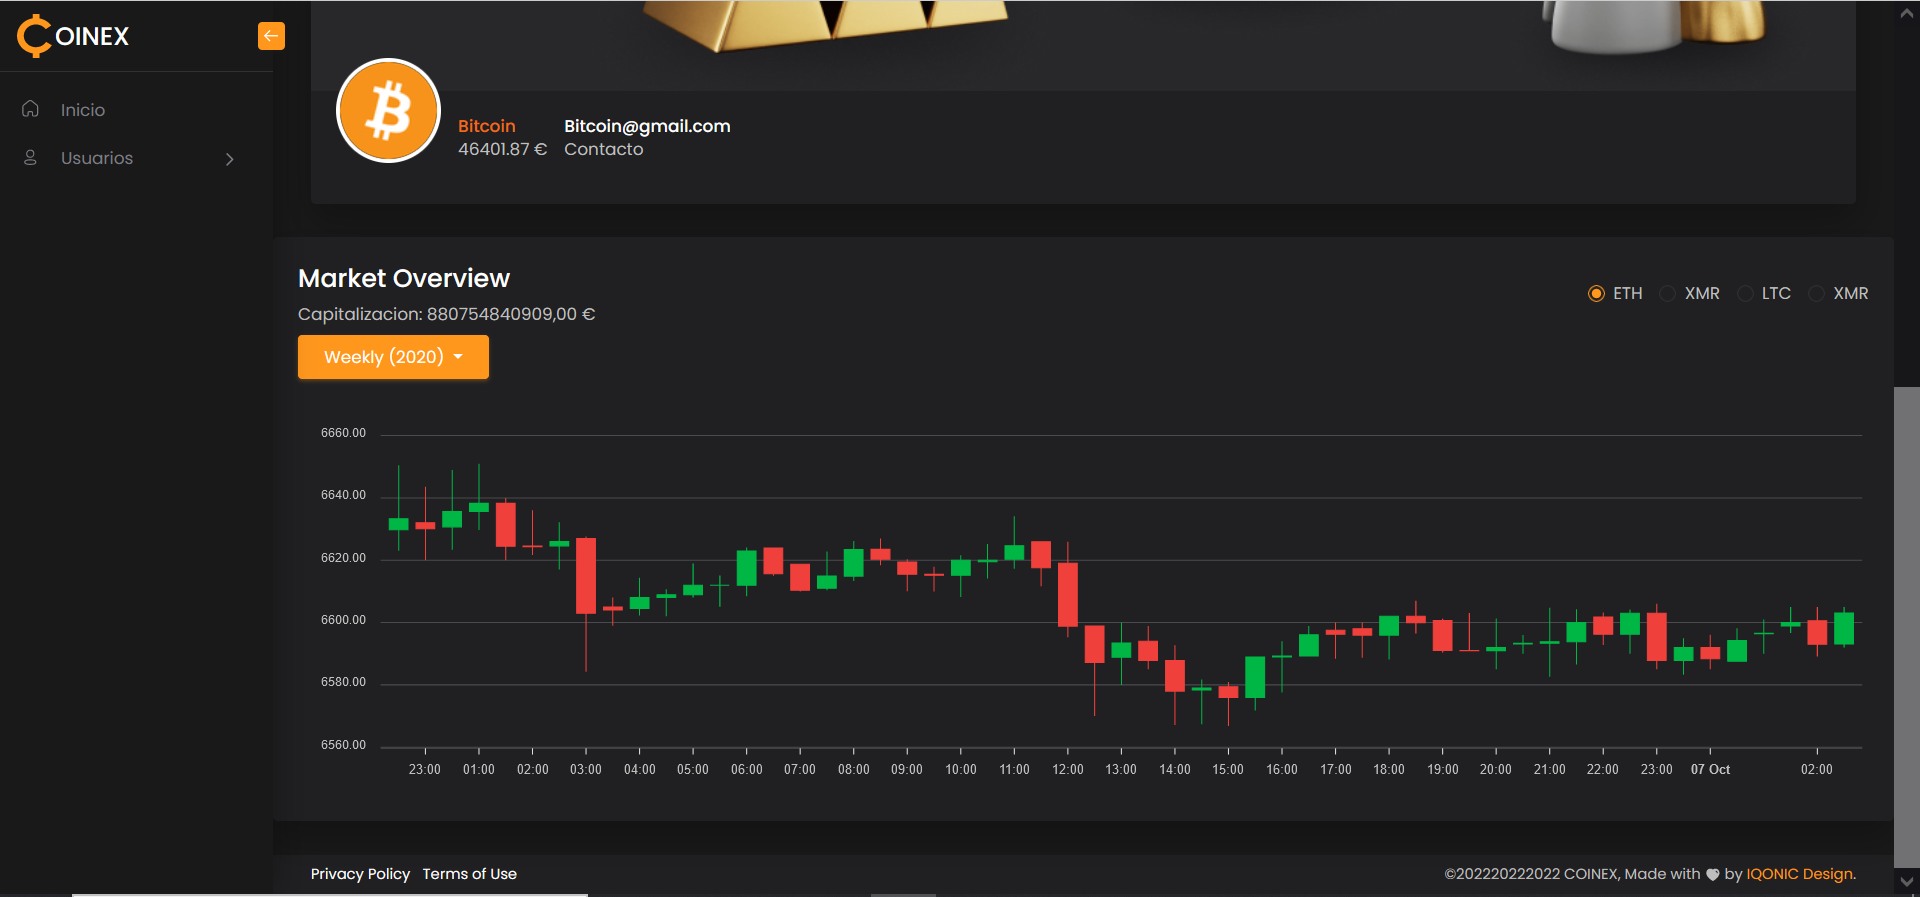 COINEX
Inicio
Usuarios
Bitcoin
46401.87 €
Bitcoin@gmail.com
Contacto
Market Overview
Capitalizacion: 880754840909,00 €
ETH XMR LTC XMR
Weekly (2020)
6660.00
6640.00
6620.00
6600.00
6580.00
6560.00
23:00 01:00 02:00 03:00 04:00 05:00 06:00 07:00 08:00 09:00 10:00 11:00 12:00 13:00 14:00 15:00 16:00 17:00 18:00 19:00 20:00 21:00 22:00 23:00 07 Oct 02:00
Privacy Policy Terms of Use
©202220222022 COINEX, Made with by IQONIC Design.